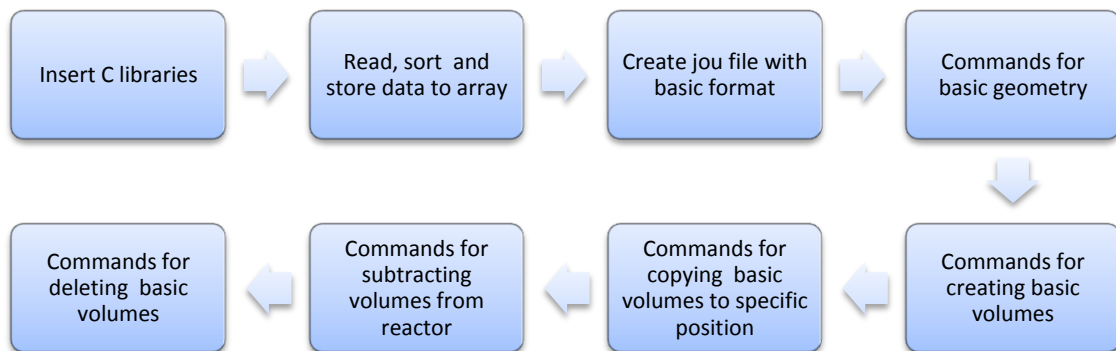 Insert C libraries
Read, sort and
store data to array
Create jou file with
basic format
Commands for
basic geometry
Commands for
creating basic
volumes
Commands for
copying basic
volumes to specific
position
Commands for
subtracting
volumes from
reactor
Commands for
deleting basic
volumes